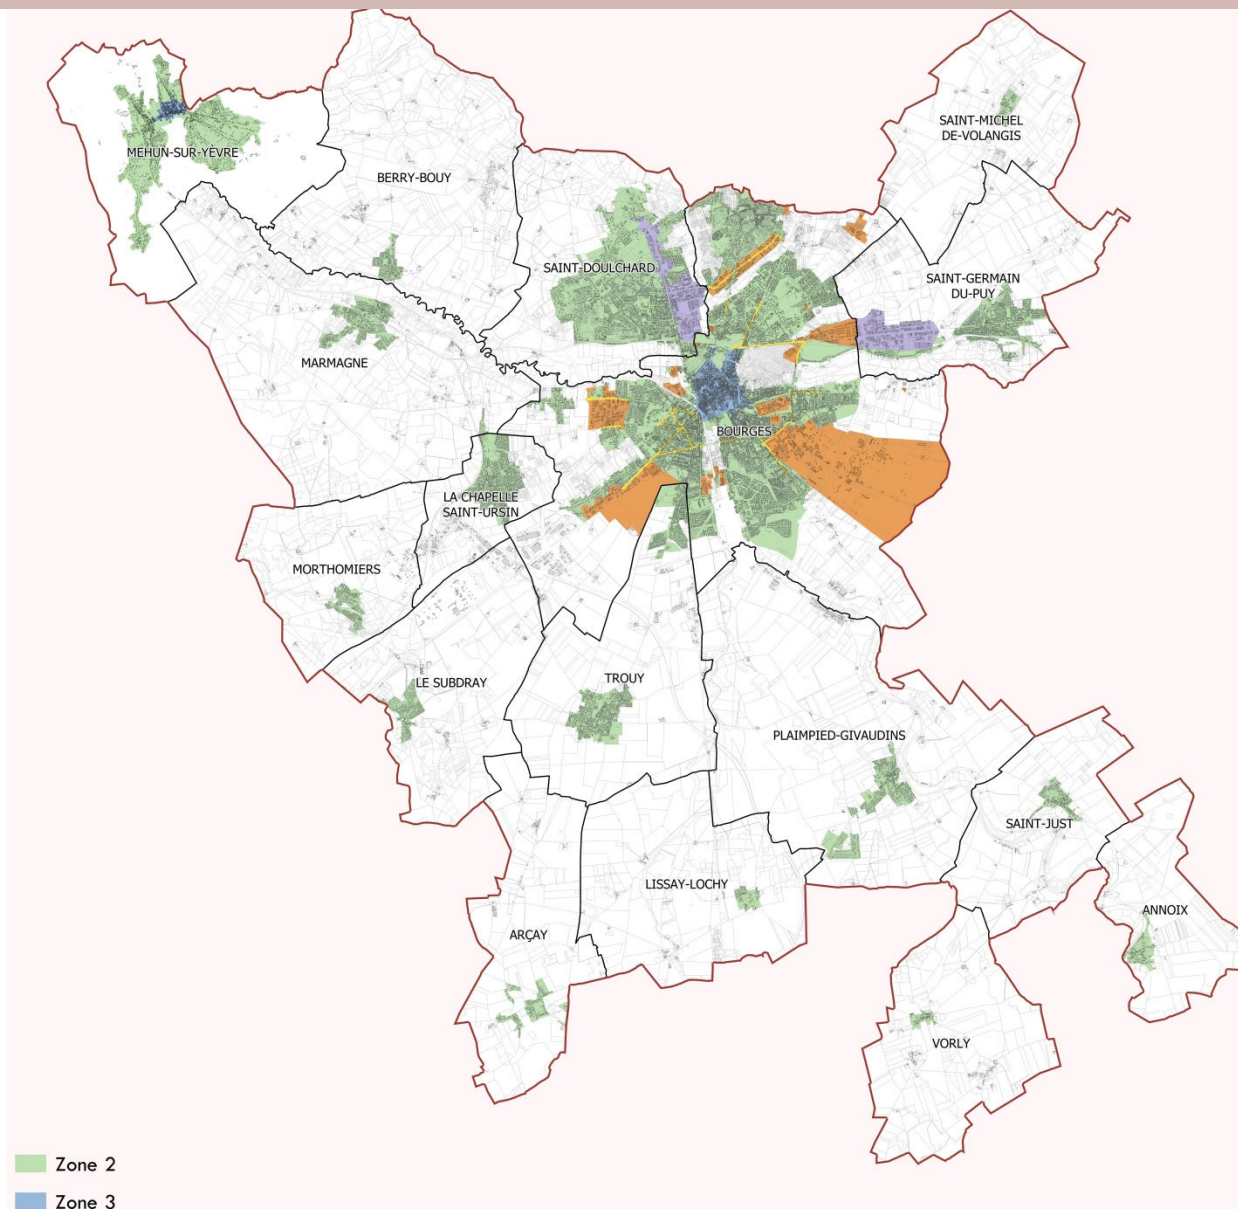 SAINT-MICHEL
DE-VOLANGIS
MEHUN-SUR-YÈVRE
BERRY-BOUY
SAINT-DOULCHARD
SAINT-GERMAIN
DU-PUY
MARMAGNE
BOURGES
LA CHAPELLE
SAINT-URSIN
MORTHOMIERS
LE SUBDRAY
TROUY
PLAIMPIED-GIVAUDINS
SAINT-JUST
LISSAY-LOCHY
ANNOIX
ARÇAY
VORLY
Zone 2
Zone 3